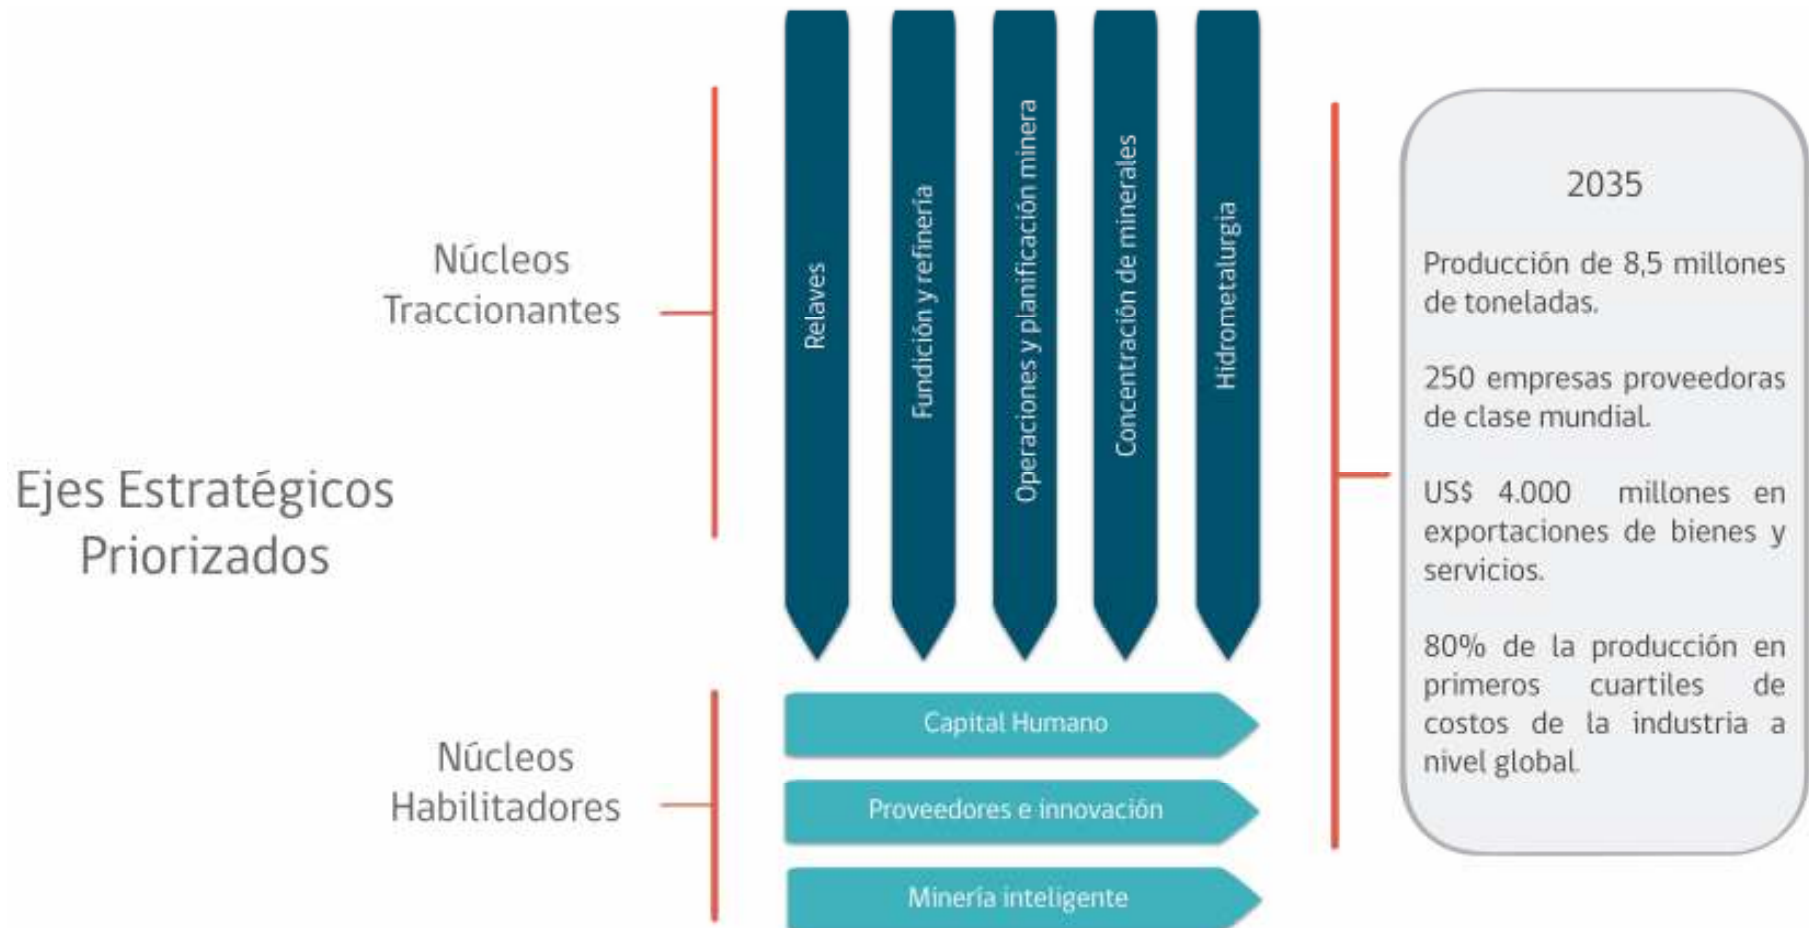 Ejes Estratégicos
Priorizados
Núcleos
Traccionantes
Relaves
Fundición y refinería
Operaciones y planificación minera
Concentración de minerales
Hidrometalurgia
Núcleos
Habilitadores
Capital Humano
Proveedores e innovación
Minería inteligente
2035
Producción de 8,5 millones
de toneladas.
250 empresas proveedoras
de clase mundial.
US$ 4.000 millones en
exportaciones de bienes y
servicios.
80% de la producción en
primeros cuartiles de
costos de la industria a
nivel global.